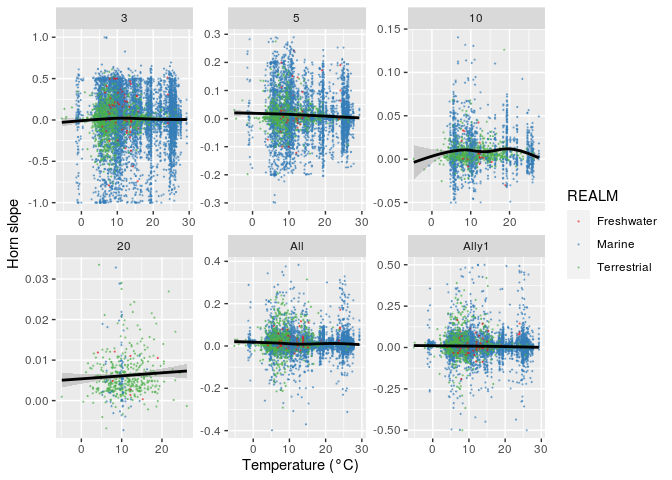 3
5
10
1.0
0.5
0.0
-0.5
-1.0
0.3
0.2
0.1
0.0
-0.1
-0.2
-0.3
0.15
0.10
0.05
0.00
-0.05
0 10 20 30
0 10 20 30
0 10 20
20
All
Ally1
0.03
0.02
0.01
0.00
0.4
0.2
0.0
-0.2
-0.4
0.50
0.25
0.00
-0.25
-0.50
0 10 20
0 10 20 30
0 10 20 30
Horn slope
Temperature (°C)
REALM
Freshwater
Marine
Terrestrial